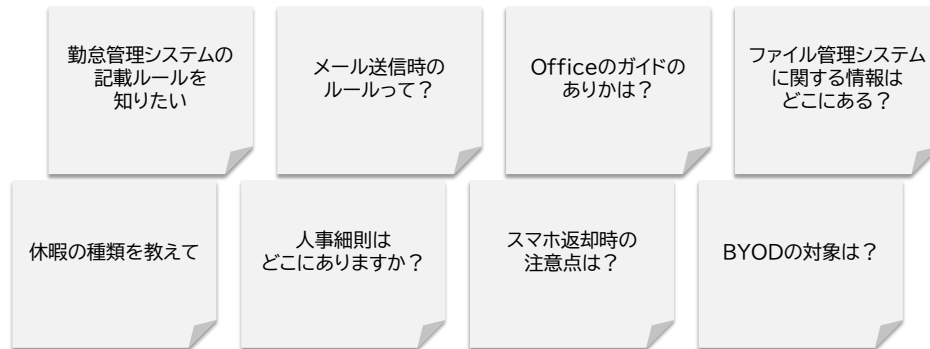 勤怠管理システムの
記載ルールを
知りたい
メール送信時の
ルールって？
Officeのガイドの
ありかは？
ファイル管理システム
に関する情報は
どこにある？
休暇の種類を教えて
人事細則は
どこにありますか？
スマホ返却時の
注意点は？
BYODの対象は？